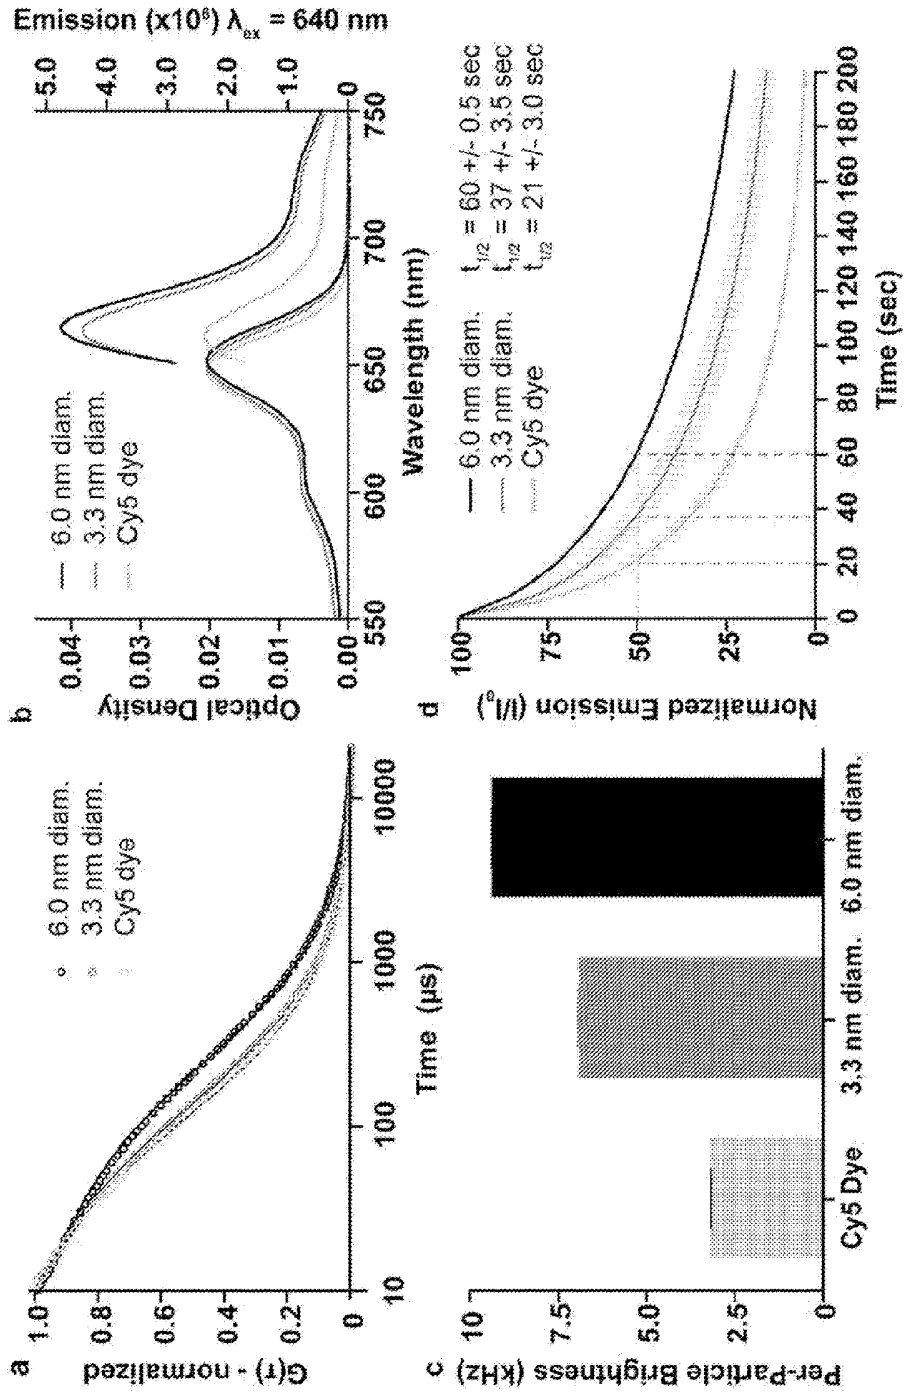 a
G(τ) - normalized
1.0
0.8
0.6
0.4
0.2
0
10
100
1000
10000
Time (µs)
6.0 nm diam.
3.3 nm diam.
Cy5 dye
b
Optical Density
0.04
0.03
0.02
0.01
0.00
550
600
650
700
750
Wavelength (nm)
6.0 nm diam.
3.3 nm diam.
Cy5 dye
5.0
4.0
3.0
2.0
1.0
0
Emission (x10⁶) λex = 640 nm
c
Per-Particle Brightness (kHz)
10
7.5
5.0
2.5
0
Cy5 Dye
3.3 nm diam.
6.0 nm diam.
d
Normalized Emission (I/I₀)
100
75
50
25
0
0 20 40 60 80 100 120 140 160 180 200
Time (sec)
6.0 nm diam. t1/2 = 60 +/- 0.5 sec
3.3 nm diam. t1/2 = 37 +/- 3.5 sec
Cy5 dye t1/2 = 21 +/- 3.0 sec